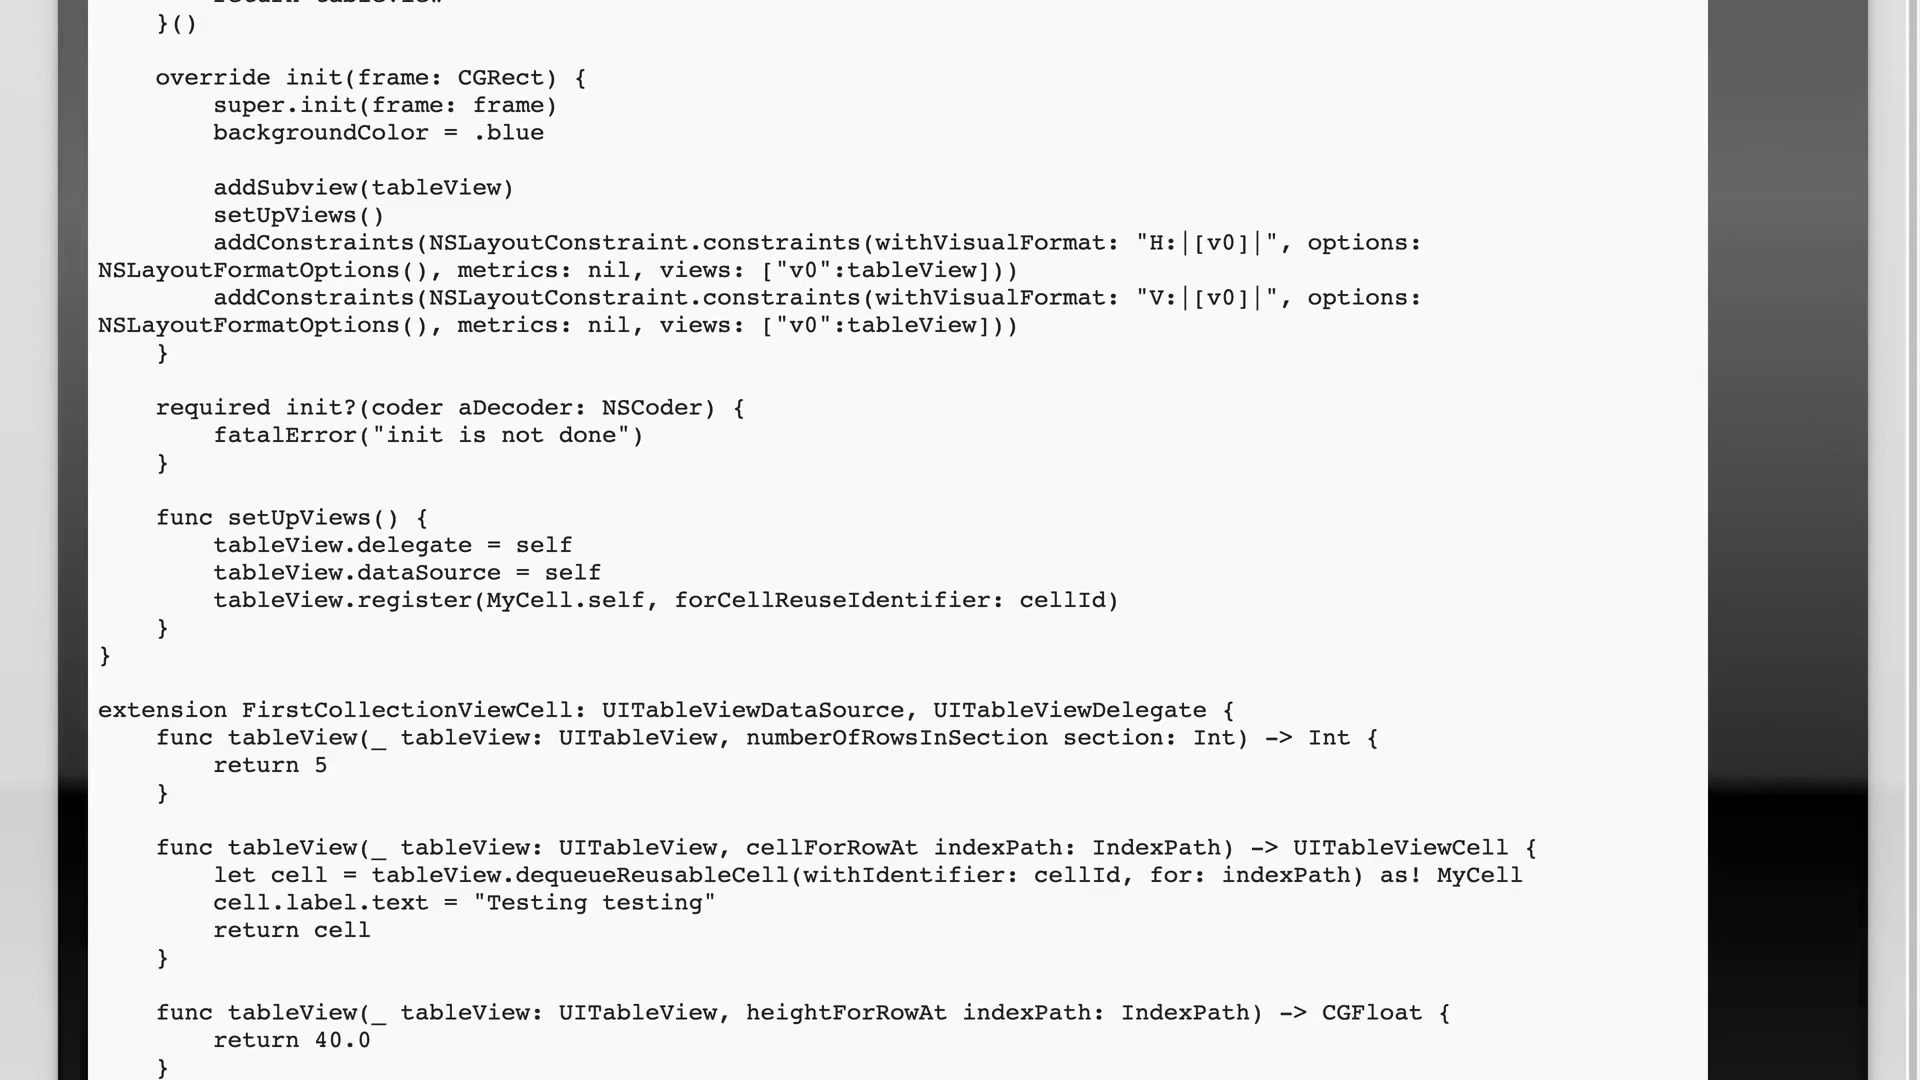 return tableView
    }()

    override init(frame: CGRect) {
        super.init(frame: frame)
        backgroundColor = .blue

        addSubview(tableView)
        setUpViews()
        addConstraints(NSLayoutConstraint.constraints(withVisualFormat: "H:|[v0]|", options:
NSLayoutFormatOptions(), metrics: nil, views: ["v0":tableView]))
        addConstraints(NSLayoutConstraint.constraints(withVisualFormat: "V:|[v0]|", options:
NSLayoutFormatOptions(), metrics: nil, views: ["v0":tableView]))
    }

    required init?(coder aDecoder: NSCoder) {
        fatalError("init is not done")
    }

    func setUpViews() {
        tableView.delegate = self
        tableView.dataSource = self
        tableView.register(MyCell.self, forCellReuseIdentifier: cellId)
    }
}

extension FirstCollectionViewCell: UITableViewDataSource, UITableViewDelegate {
    func tableView(_ tableView: UITableView, numberOfRowsInSection section: Int) -> Int {
        return 5
    }

    func tableView(_ tableView: UITableView, cellForRowAt indexPath: IndexPath) -> UITableViewCell {
        let cell = tableView.dequeueReusableCell(withIdentifier: cellId, for: indexPath) as! MyCell
        cell.label.text = "Testing testing"
        return cell
    }

    func tableView(_ tableView: UITableView, heightForRowAt indexPath: IndexPath) -> CGFloat {
        return 40.0
    }